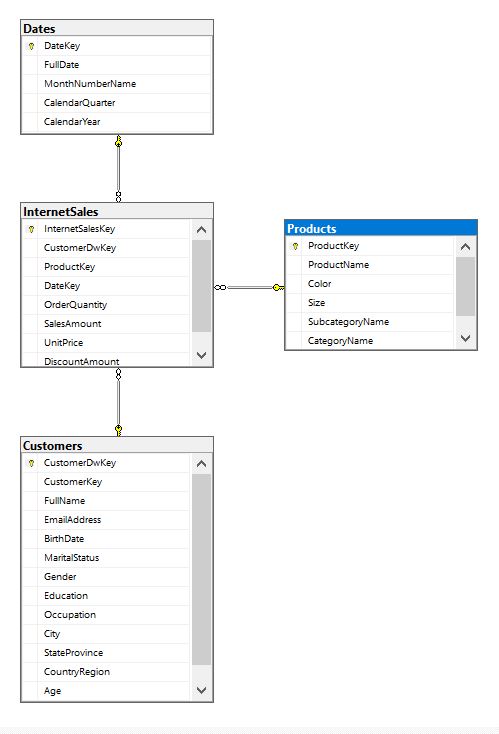 Dates
DateKey
FullDate
MonthNumberName
CalendarQuarter
CalendarYear
InternetSales
InternetSalesKey
CustomerDwKey
ProductKey
DateKey
OrderQuantity
SalesAmount
UnitPrice
DiscountAmount
Products
ProductKey
ProductName
Color
Size
SubcategoryName
CategoryName
Customers
CustomerDwKey
CustomerKey
FullName
EmailAddress
BirthDate
MaritalStatus
Gender
Education
Occupation
City
StateProvince
CountryRegion
Age